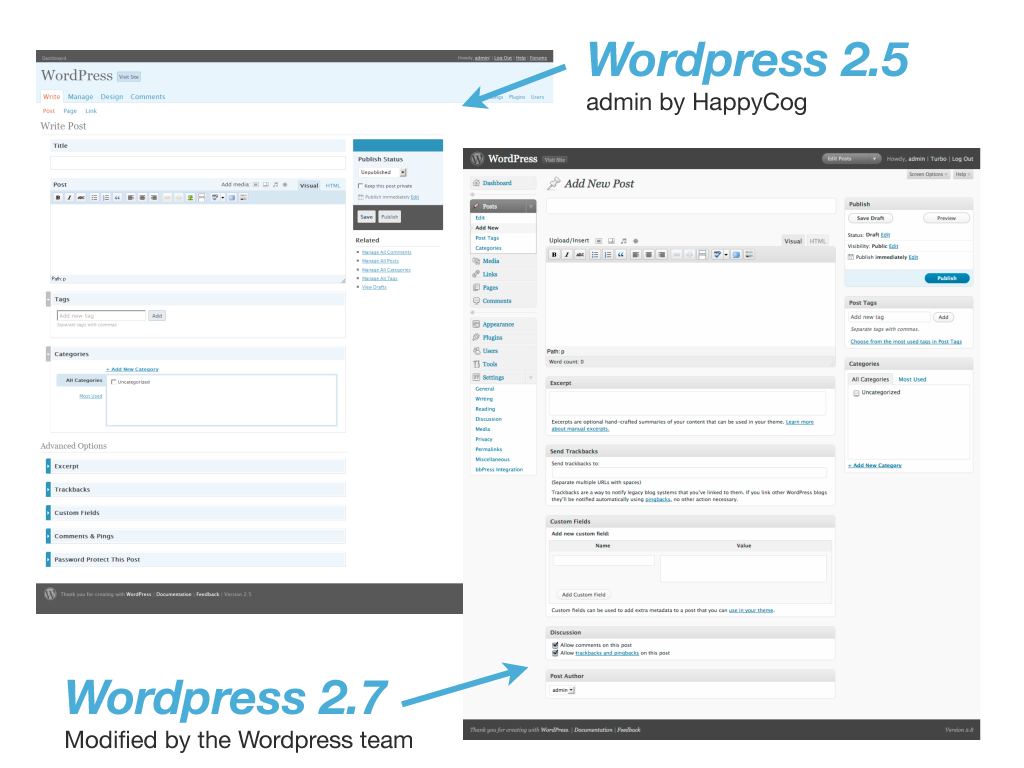 Wordpress 2.5
admin by HappyCog
Dashboard
Howdy, admin | Log Out | Help | Forums
WordPress Visit Site
Write Manage Design Comments
Plugins Users
Post Page Link
Write Post
Title
Post
Add media:
Visual HTML
Path: p
Tags
Add new tag Add
Separate tags with commas
Categories
+ Add New Category
All Categories
Most Used
Uncategorized
Advanced Options
Excerpt
Trackbacks
Custom Fields
Comments & Pings
Password Protect This Post
Publish Status
Unpublished
Keep this post private
Publish immediately Edit
Save Publish
Related
Manage All Comments
Manage All Posts
Manage All Categories
Manage All Tags
View Drafts
Thank you for creating with WordPress | Documentation | Feedback | Version 2.5
WordPress Visit Site
Edit Posts
Howdy, admin | Turbo | Log Out
Screen Options Help
Dashboard
Posts
Edit
Add New
Post Tags
Categories
Media
Links
Pages
Comments
Appearance
Plugins
Users
Tools
Settings
General
Writing
Reading
Discussion
Media
Privacy
Permalinks
Miscellaneous
bbPress Integration
Add New Post
Upload/Insert
Visual HTML
B I ABC
Path: p
Word count: 0
Excerpt
Excerpts are optional hand-crafted summaries of your content that can be used in your theme. Learn more
about manual excerpts.
Send Trackbacks
Send trackbacks to:
(Separate multiple URLs with spaces)
Trackbacks are a way to notify legacy blog systems that you've linked to them. If you link other WordPress blogs
they'll be notified automatically using pingbacks, no other action necessary.
Custom Fields
Add new custom field:
Name Value
Add Custom Field
Custom fields can be used to add extra metadata to a post that you can use in your theme.
Discussion
Allow comments on this post
Allow trackbacks and pingbacks on this post
Post Author
admin
Publish
Save Draft Preview
Status: Draft Edit
Visibility: Public Edit
Publish immediately Edit
Publish
Post Tags
Add new tag Add
Separate tags with commas.
Choose from the most used tags in Post Tags
Categories
All Categories Most Used
Uncategorized
+ Add New Category
Thank you for creating with WordPress. | Documentation | Feedback
Version 2.8
Wordpress 2.7
Modified by the Wordpress team